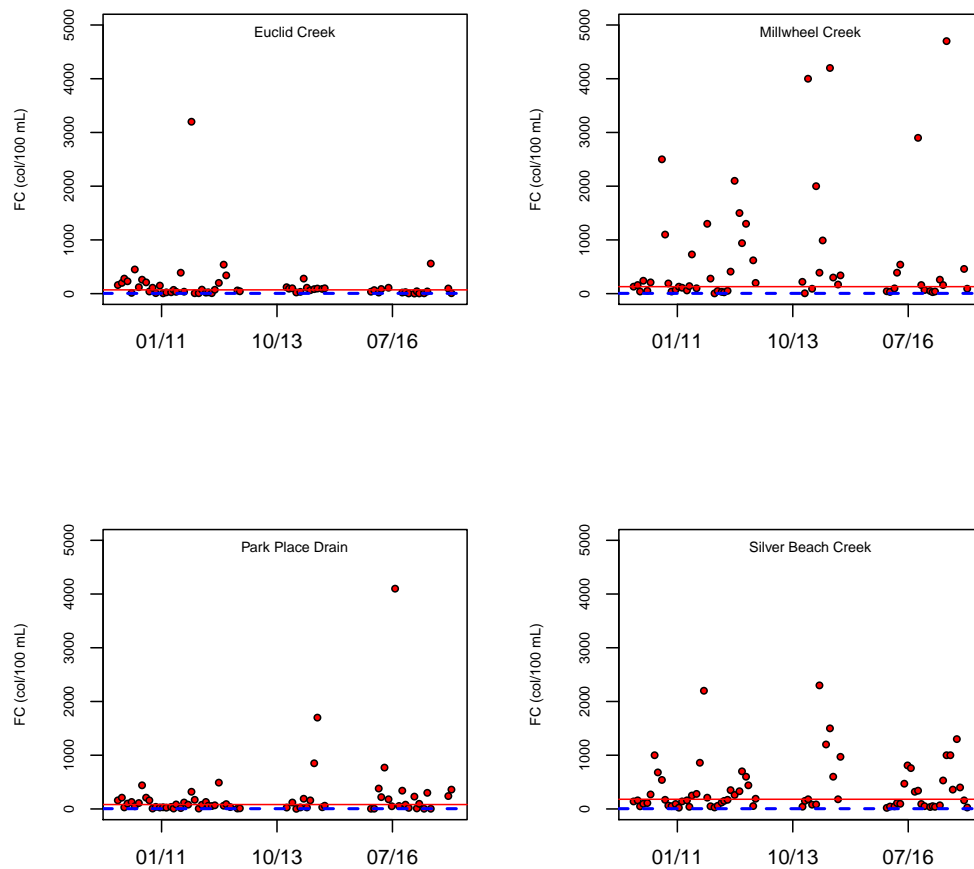 Euclid Creek
FC (col/100 mL)
5000
4000
3000
2000
1000
0
01/11 10/13 07/16
Millwheel Creek
FC (col/100 mL)
5000
4000
3000
2000
1000
0
01/11 10/13 07/16
Park Place Drain
FC (col/100 mL)
5000
4000
3000
2000
1000
0
01/11 10/13 07/16
Silver Beach Creek
FC (col/100 mL)
5000
4000
3000
2000
1000
0
01/11 10/13 07/16